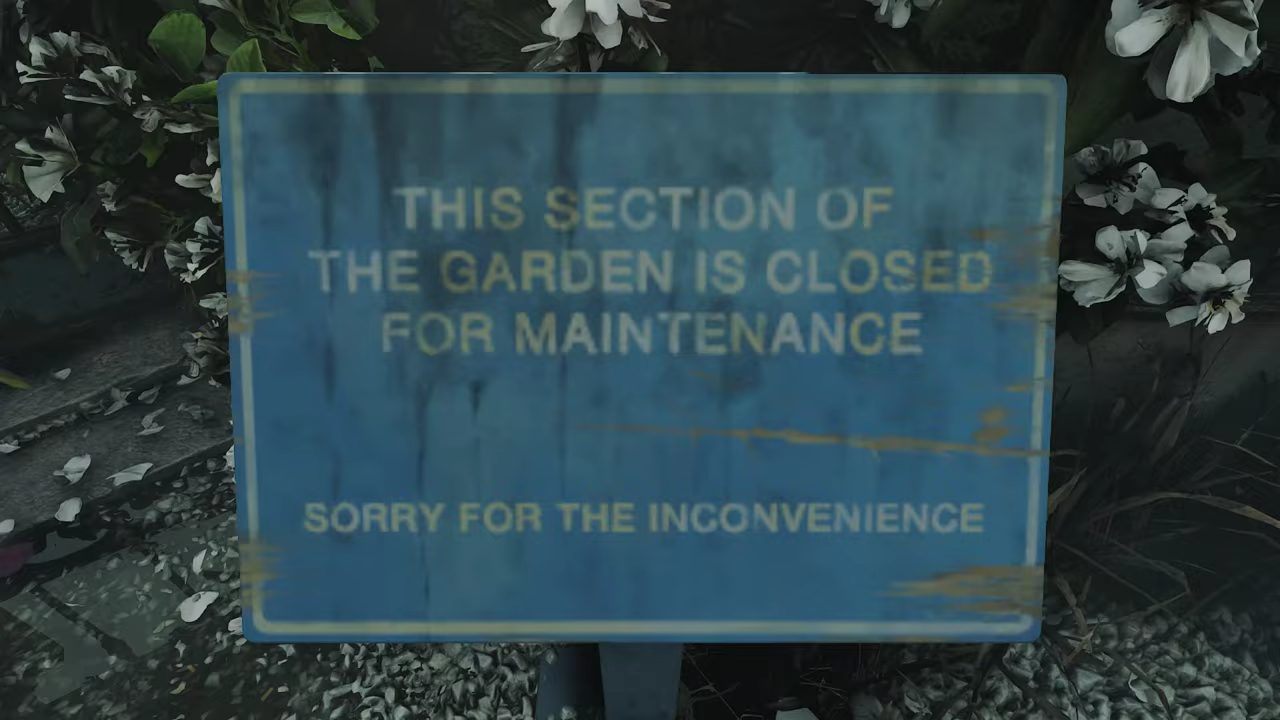 THIS SECTION OF
THE GARDEN IS CLOSED
FOR MAINTENANCE
SORRY FOR THE INCONVENIENCE